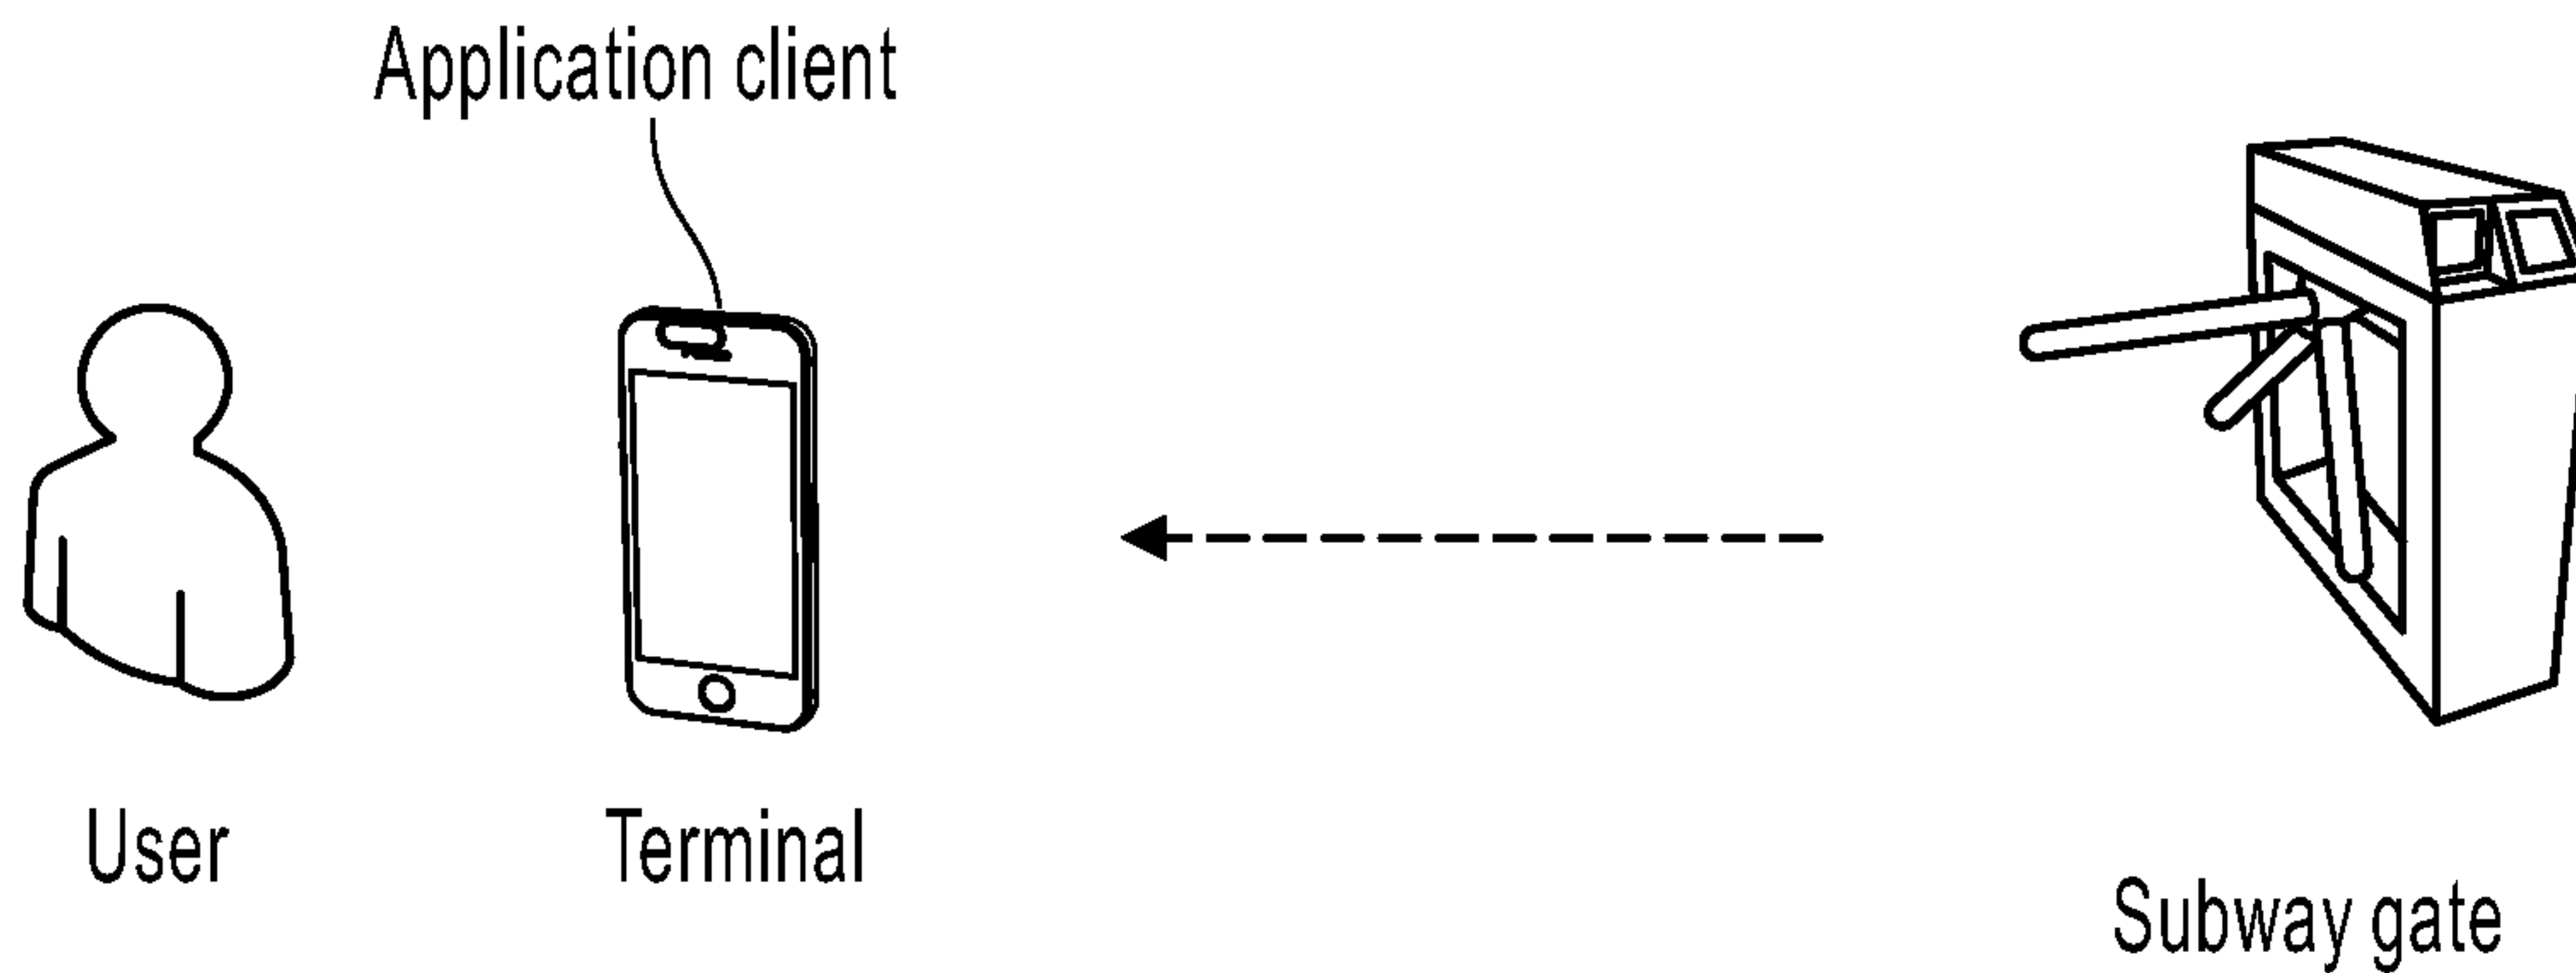 Application client
User
Terminal
Subway gate